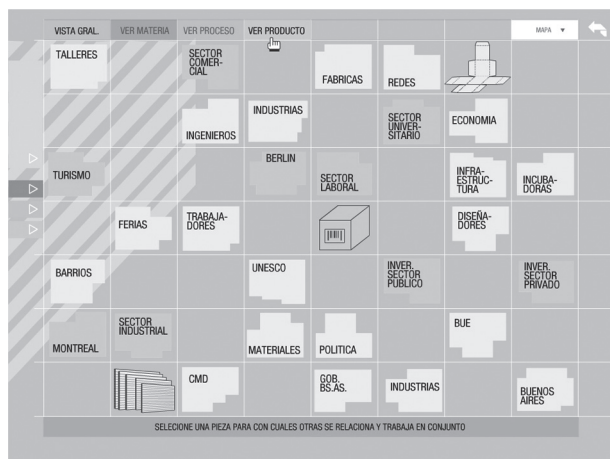 VISTA GRAL. VER MATERIA VER PROCESO VER PRODUCTO MAPA
TALLERES
SECTOR
COMER-
CIAL
FABRICAS
REDES
INGENIEROS
INDUSTRIAS
SECTOR
UNIVER-
SITARIO
ECONOMIA
TURISMO
BERLIN
SECTOR
LABORAL
INFRA-
ESTRUC-
TURA
INCUBA-
DORAS
FERIAS
TRABAJA-
DORES
DISEÑA-
DORES
BARRIOS
UNESCO
INVER.
SECTOR
PUBLICO
INVER.
SECTOR
PRIVADO
MONTREAL
SECTOR
INDUSTRIAL
MATERIALES
POLITICA
BUE
CMD
GOB.
BS.AS.
INDUSTRIAS
BUENOS
AIRES
SELECIONE UNA PIEZA PARA CON CUALES OTRAS SE RELACIONA Y TRABAJA EN CONJUNTO